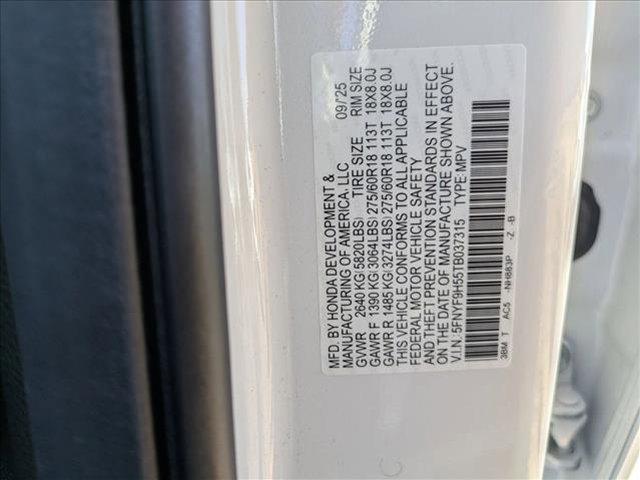 MFD. BY HONDA DEVELOPMENT &
MANUFACTURING OF AMERICA, LLC 09/25
GVWR 2640 KG(5820LBS) TIRE SIZE RIM SIZE
GAWR F 1390 KG(3064LBS)275/60R18 113T 18X8.0J
GAWR R 1485 KG(3274LBS)275/60R18 113T 18X8.0J
THIS VEHICLE CONFORMS TO ALL APPLICABLE
FEDERAL MOTOR VEHICLE SAFETY
AND THEFT PREVENTION STANDARDS IN EFFECT
ON THE DATE OF MANUFACTURE SHOWN ABOVE.
V.I.N.:5FNYF9H55TB037315 TYPE:MPV
3BM T AC5 -NH883P -Z -B
C